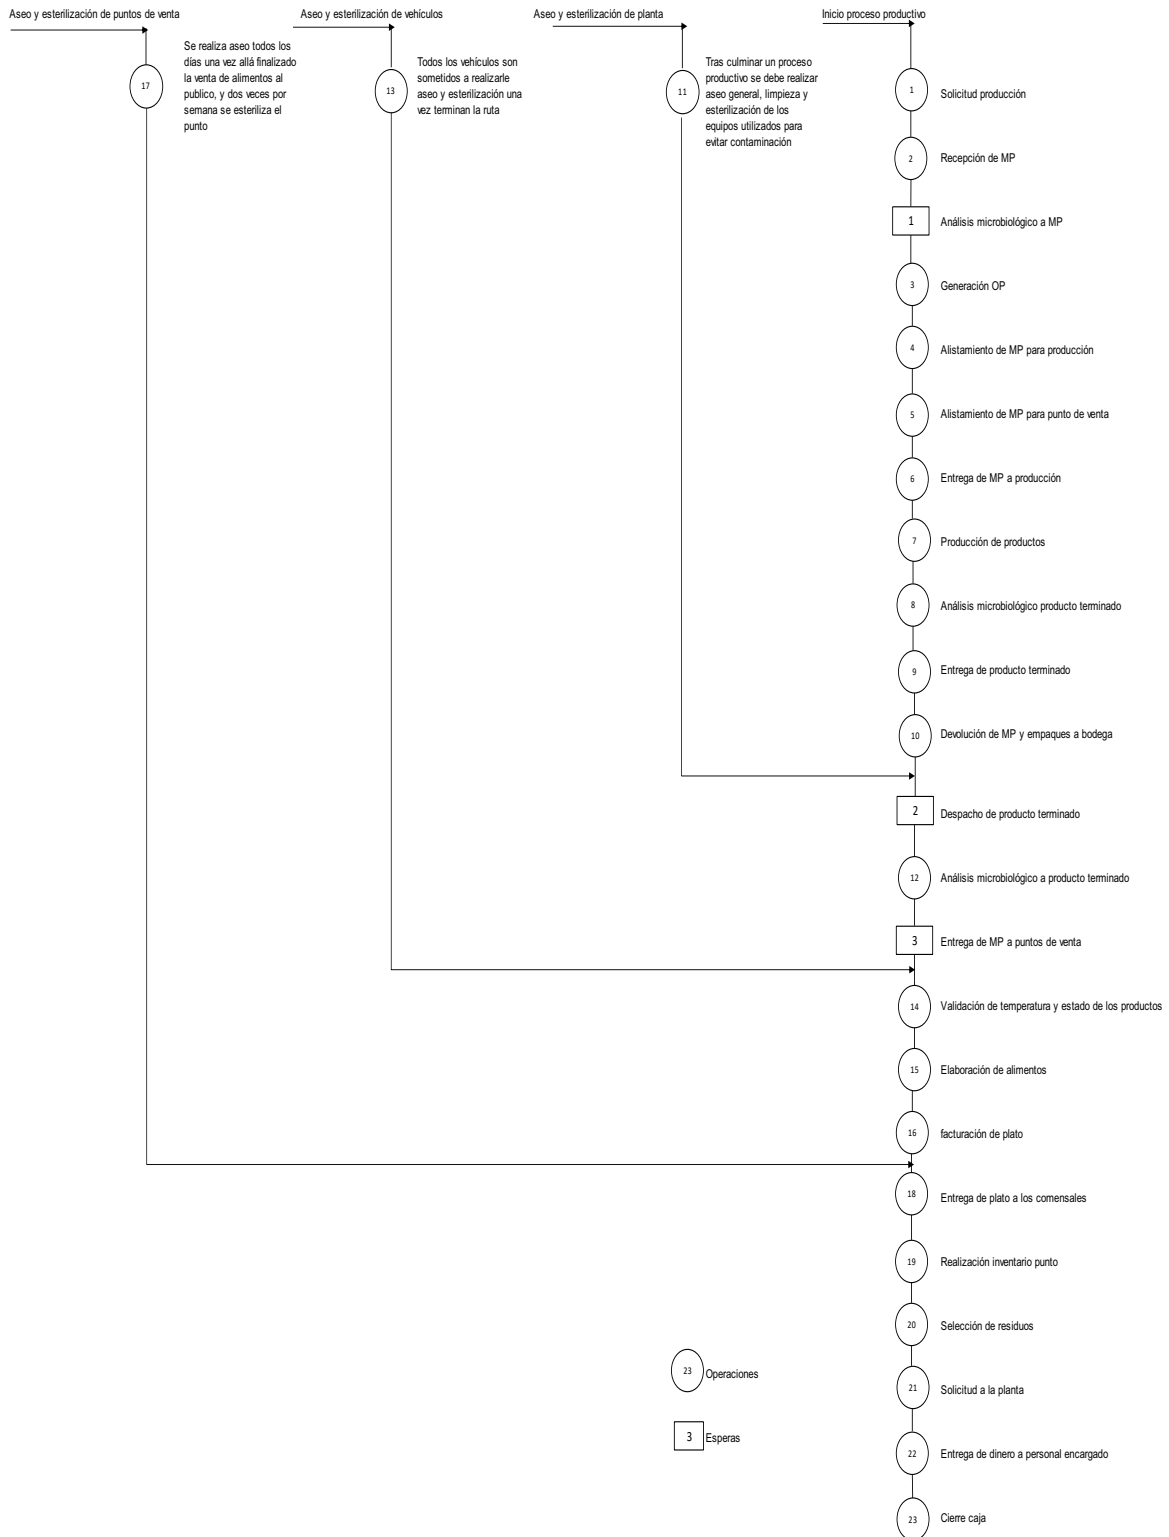 Aseo y esterilización de puntos de venta
Aseo y esterilización de vehículos
Aseo y esterilización de planta
Inicio proceso productivo
17
Se realiza aseo todos los
días una vez allá finalizado
la venta de alimentos al
publico, y dos veces por
semana se esteriliza el
punto
13
Todos los vehículos son
sometidos a realizarle
aseo y esterilización una
vez terminan la ruta
11
Tras culminar un proceso
productivo se debe realizar
aseo general, limpieza y
esterilización de los
equipos utilizados para
evitar contaminación
1 Solicitud producción
2 Recepción de MP
1 Análisis microbiológico a MP
3 Generación OP
4 Alistamiento de MP para producción
5 Alistamiento de MP para punto de venta
6 Entrega de MP a producción
7 Producción de productos
8 Análisis microbiológico producto terminado
9 Entrega de producto terminado
10 Devolución de MP y empaques a bodega
2 Despacho de producto terminado
12 Análisis microbiológico a producto terminado
3 Entrega de MP a puntos de venta
14 Validación de temperatura y estado de los productos
15 Elaboración de alimentos
16 facturación de plato
18 Entrega de plato a los comensales
19 Realización inventario punto
20 Selección de residuos
23 Operaciones
21 Solicitud a la planta
3 Esperas
22 Entrega de dinero a personal encargado
23 Cierre caja